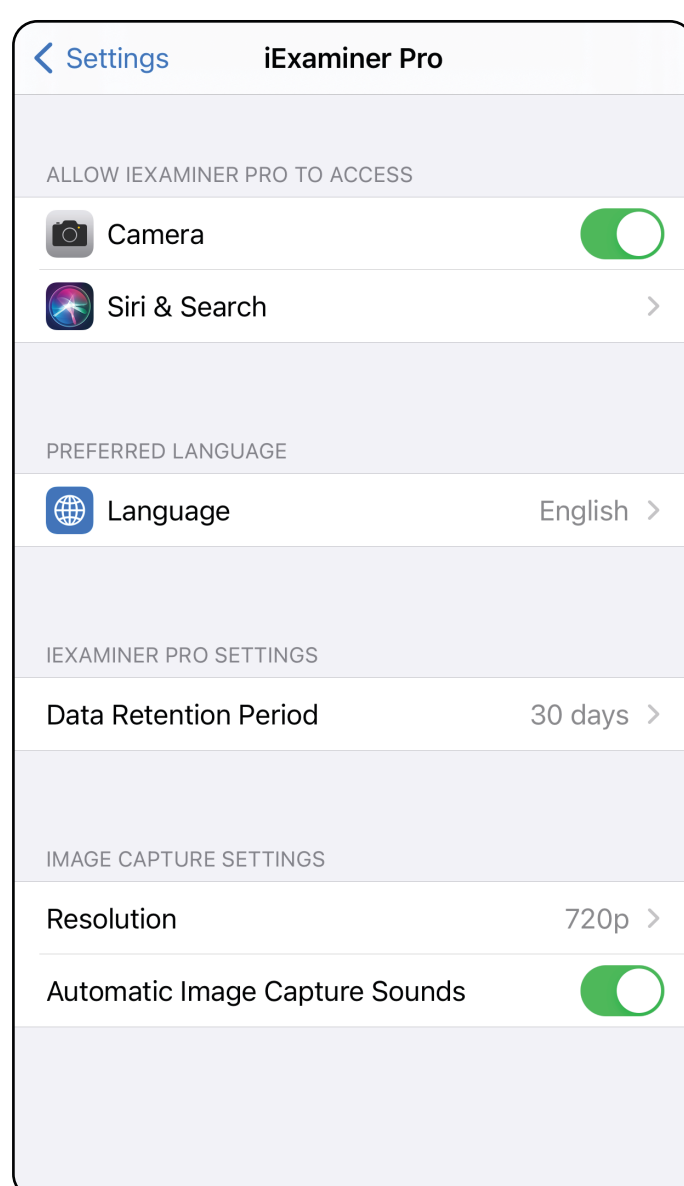 Settings
iExaminer Pro
ALLOW IEXAMINER PRO TO ACCESS
Camera
Siri & Search
PREFERRED LANGUAGE
Language English
IEXAMINER PRO SETTINGS
Data Retention Period 30 days
IMAGE CAPTURE SETTINGS
Resolution 720p
Automatic Image Capture Sounds